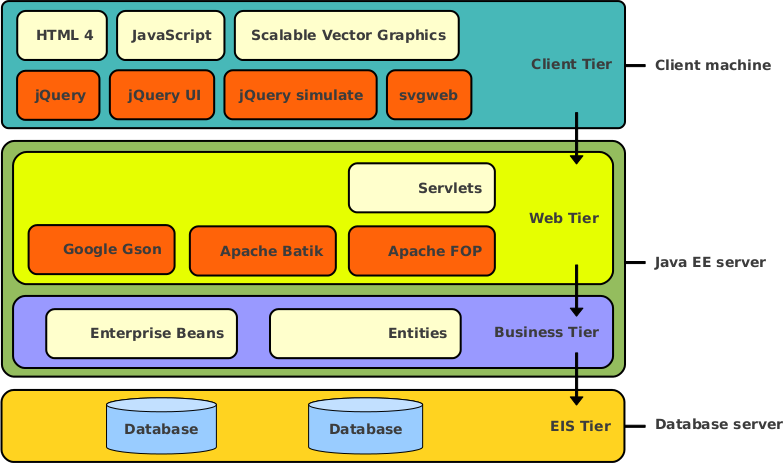 HTML 4
JavaScript
Scalable Vector Graphics
Client Tier
Client machine
jQuery
jQuery UI
jQuery simulate
svgweb
Servlets
Web Tier
Google Gson
Apache Batik
Apache FOP
Java EE server
Enterprise Beans
Entities
Business Tier
Database
Database
EIS Tier
Database server